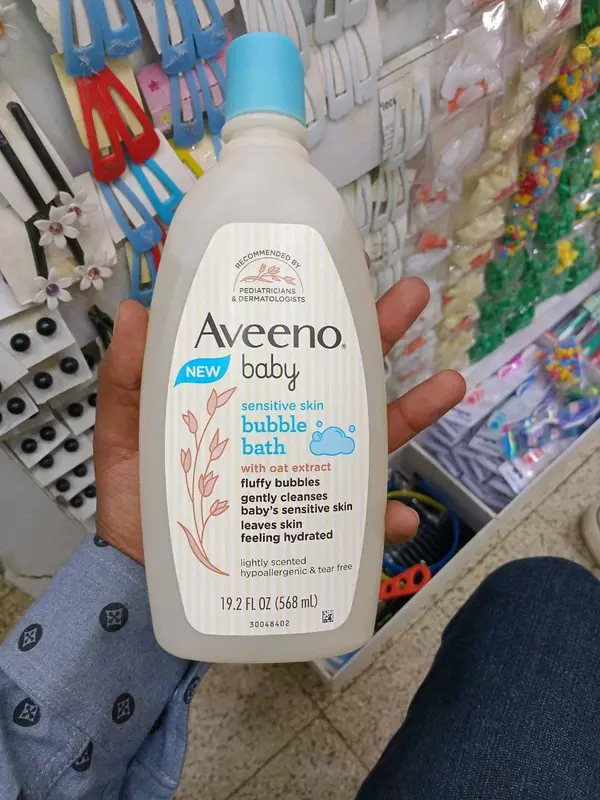 RECOMMENDED BY
PEDIATRICIANS
& DERMATOLOGISTS
Aveeno®
NEW
baby
sensitive skin
bubble
bath
with oat extract
fluffy bubbles
gently cleanses
baby's sensitive skin
leaves skin
feeling hydrated
lightly scented
hypoallergenic & tear free
19.2 FL OZ (568 mL)
30048402